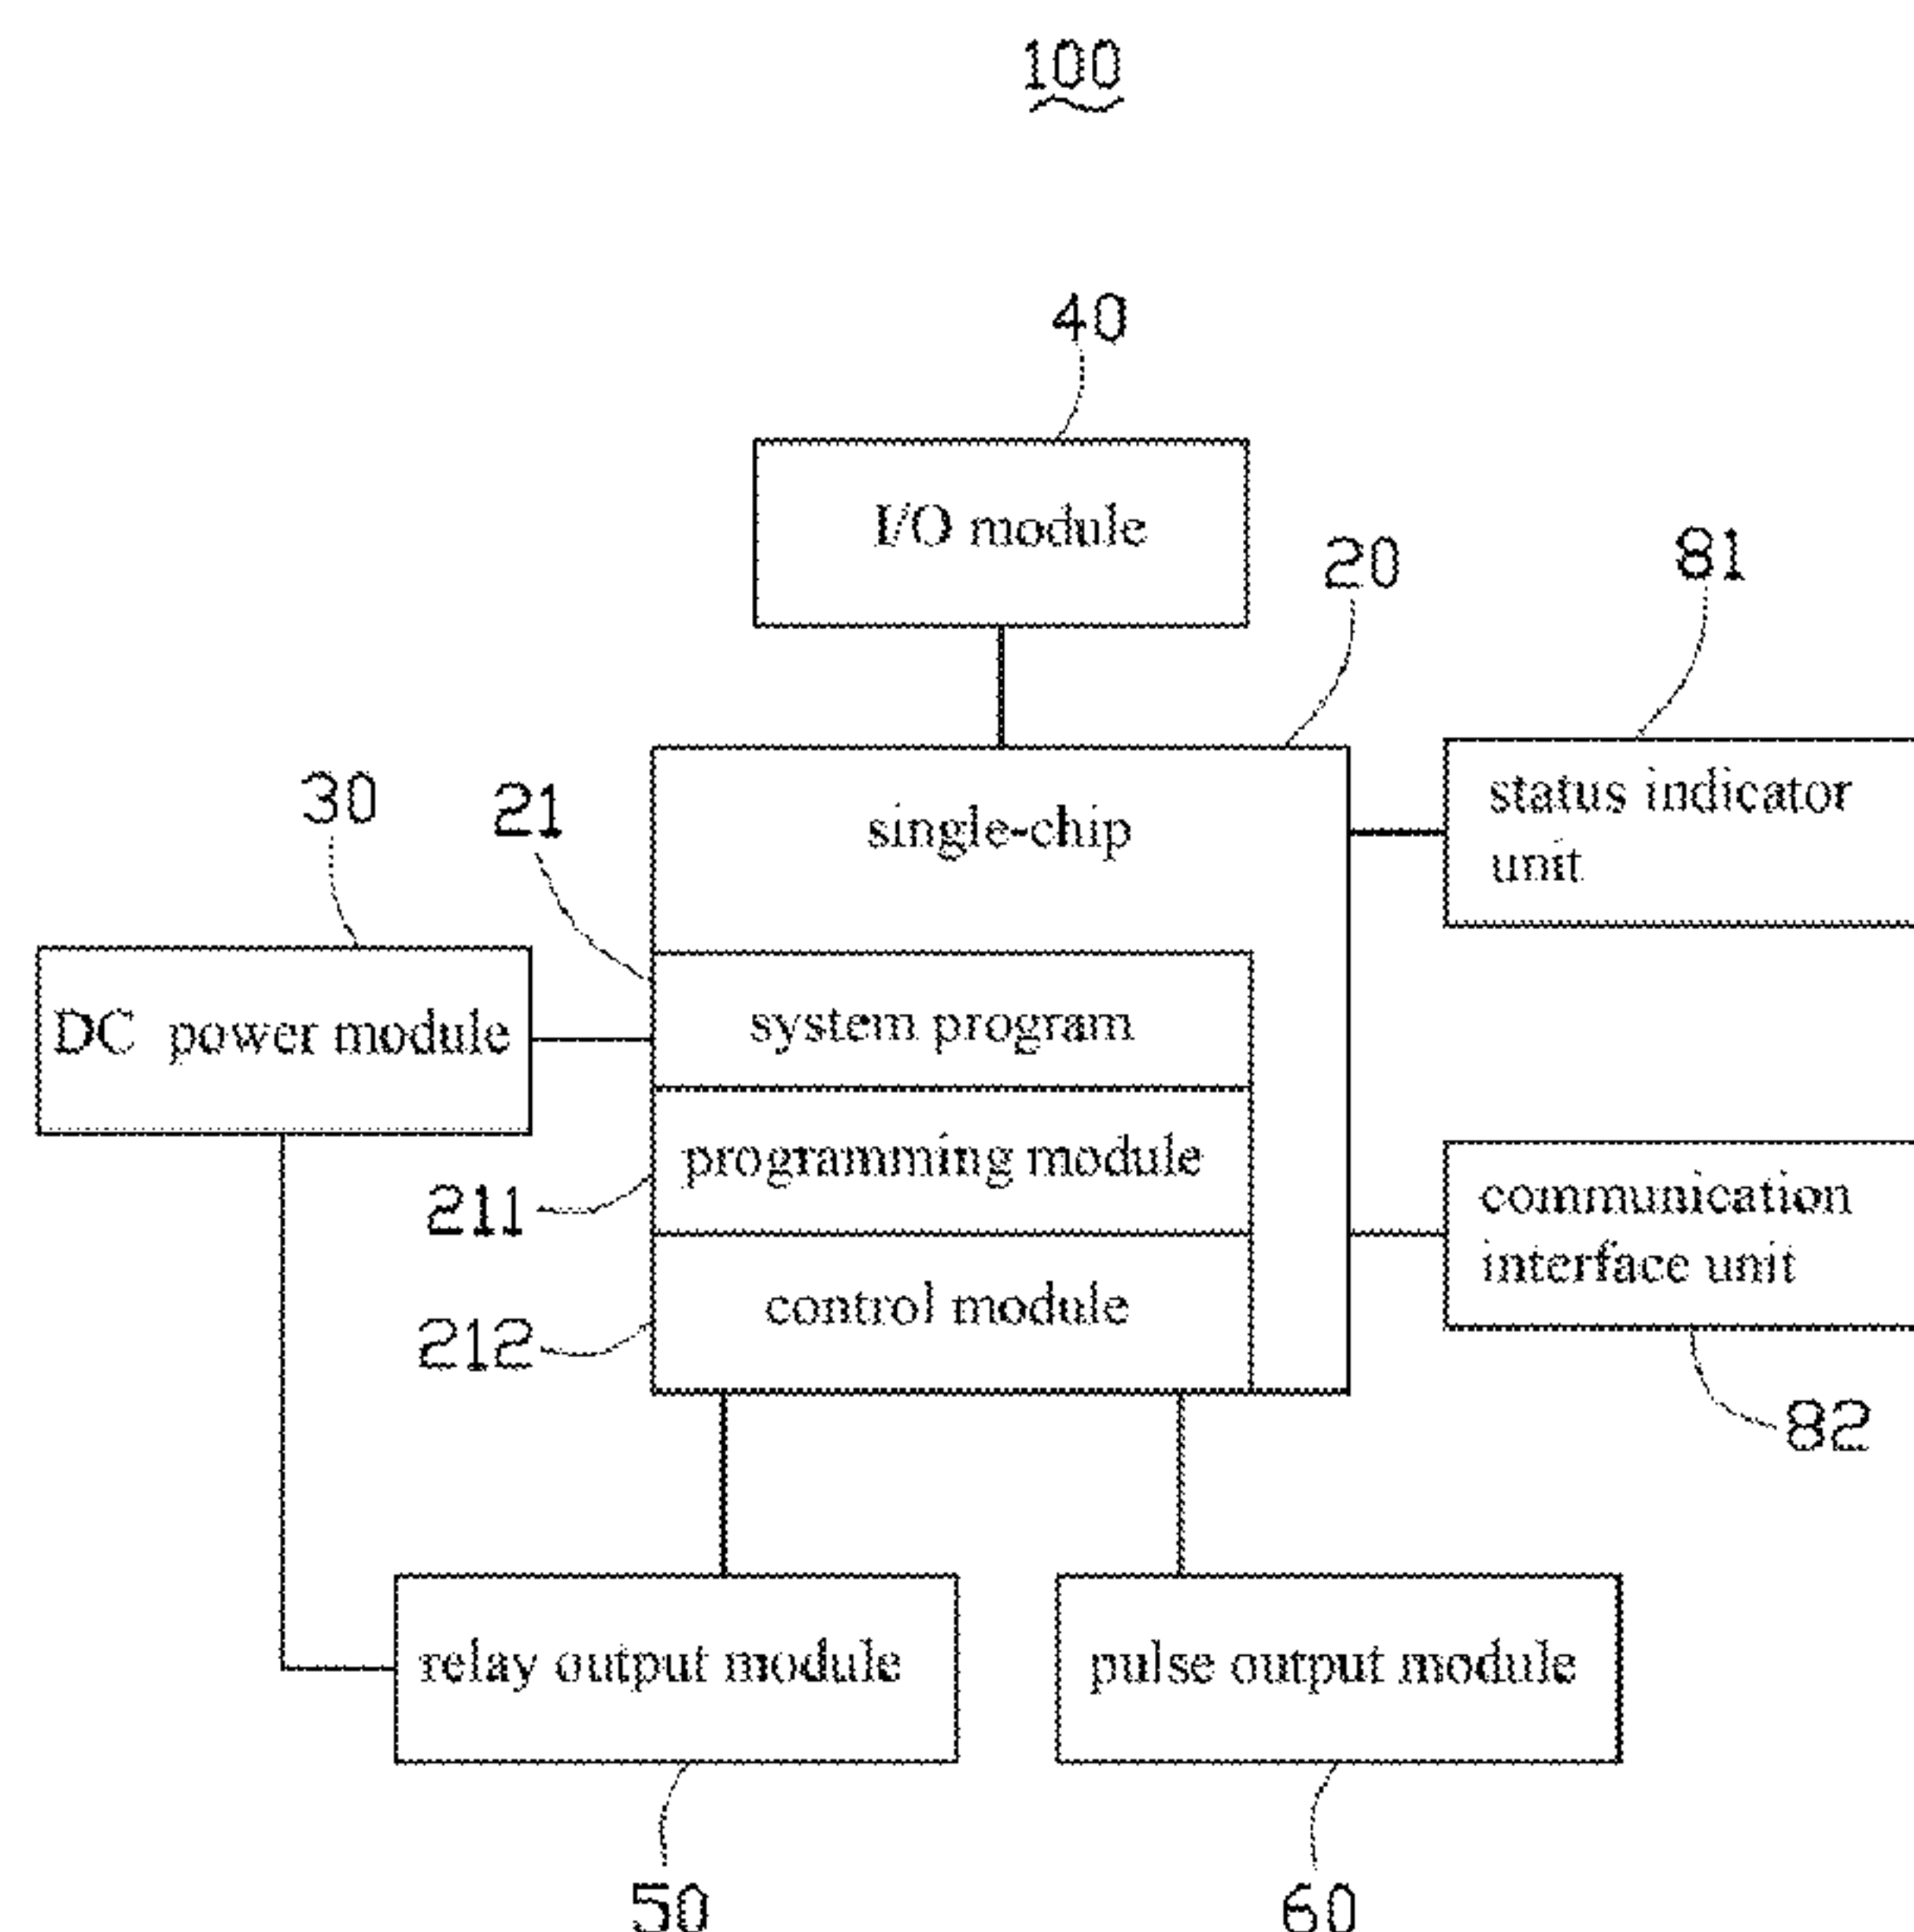 100
40
I/O module
20
81
single-chip
status indicator
unit
30
21
DC power module
system program
programming module
211
communication
interface unit
control module
212
82
relay output module
pulse output module
50
60